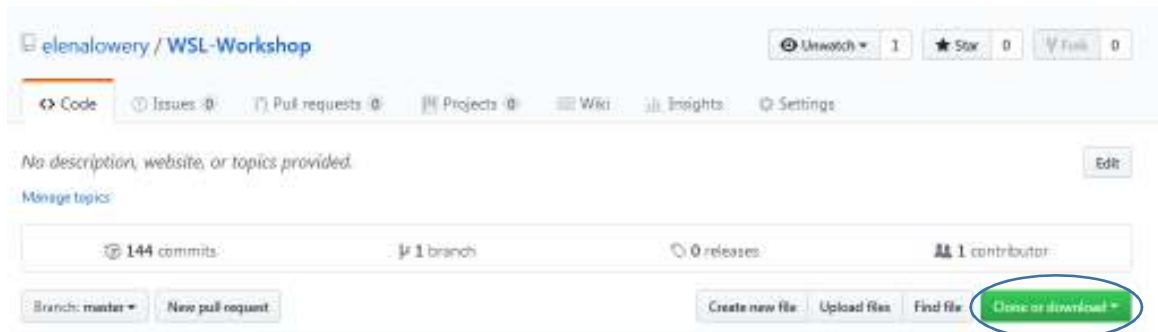 elenalowery / WSL-Workshop
Unwatch 1 Star 0 Fork 0
Code Issues 0 Pull requests 0 Projects 0 Wiki Insights Settings
No description, website, or topics provided. Edit
Manage topics
144 commits 1 branch 0 releases 1 contributor
Branch: master New pull request Create new file Upload files Find file Clone or download